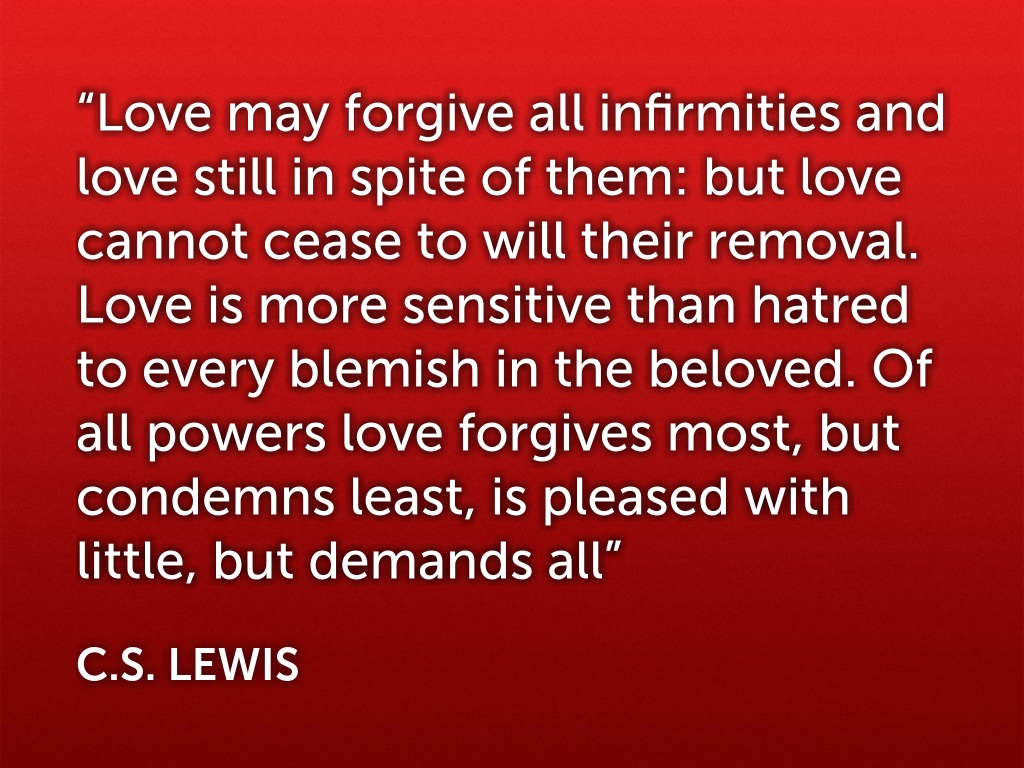 “Love may forgive all infirmities and
love still in spite of them: but love
cannot cease to will their removal.
Love is more sensitive than hatred
to every blemish in the beloved. Of
all powers love forgives most, but
condemns least, is pleased with
little, but demands all”
C.S. LEWIS